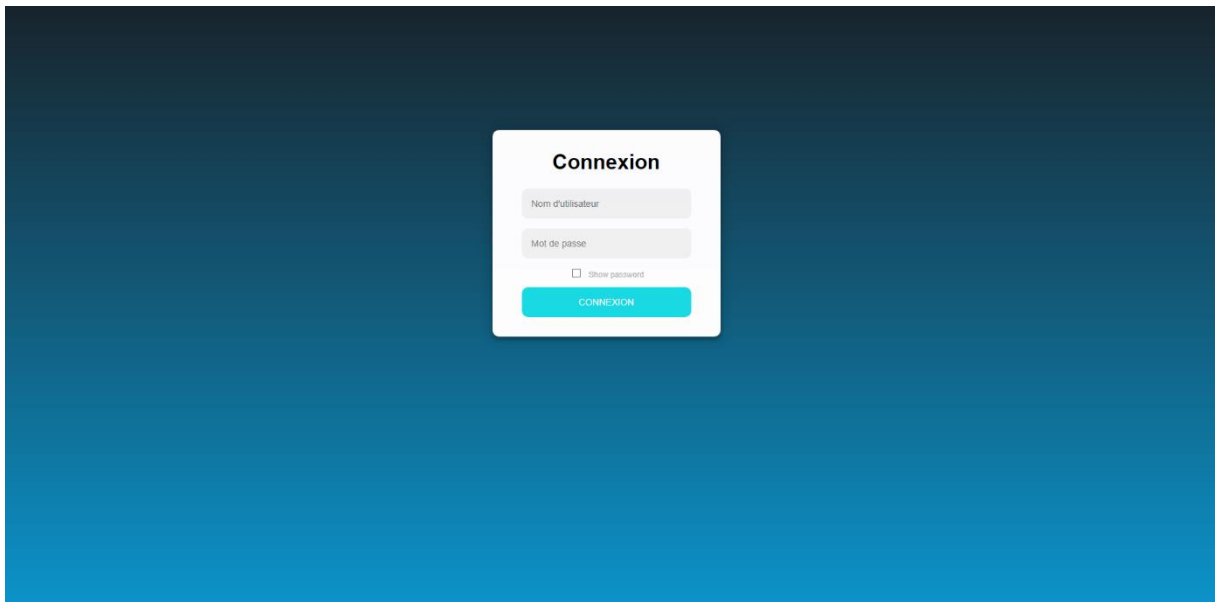 Connexion
Nom d'utilisateur
Mot de passe
Show password
CONNEXION